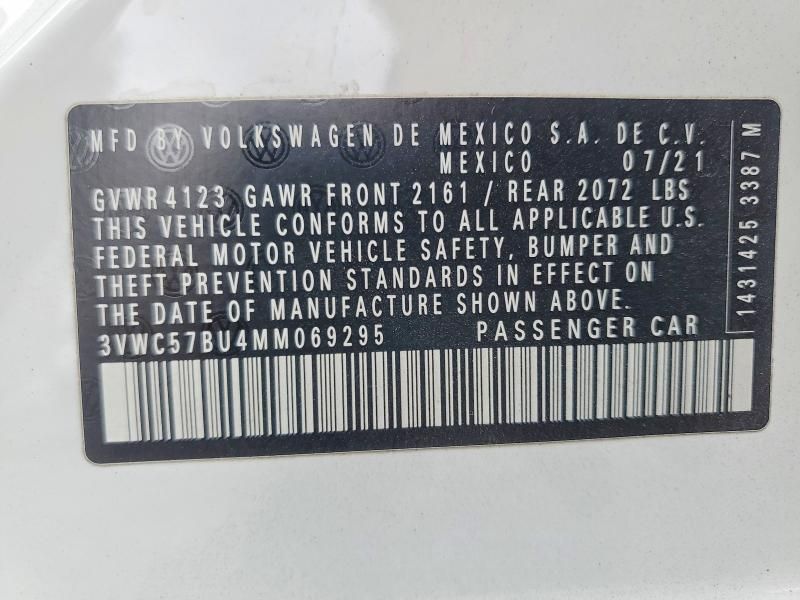 MFD BY VOLKSWAGEN DE MEXICO S.A. DE C.V.
MEXICO 07/21
GVWR 4123 GAWR FRONT 2161 / REAR 2072 LBS
THIS VEHICLE CONFORMS TO ALL APPLICABLE U.S.
FEDERAL MOTOR VEHICLE SAFETY, BUMPER AND
THEFT PREVENTION STANDARDS IN EFFECT ON
THE DATE OF MANUFACTURE SHOWN ABOVE.
3VWC57BU4MM069295 PASSENGER CAR
1431425 3387 M